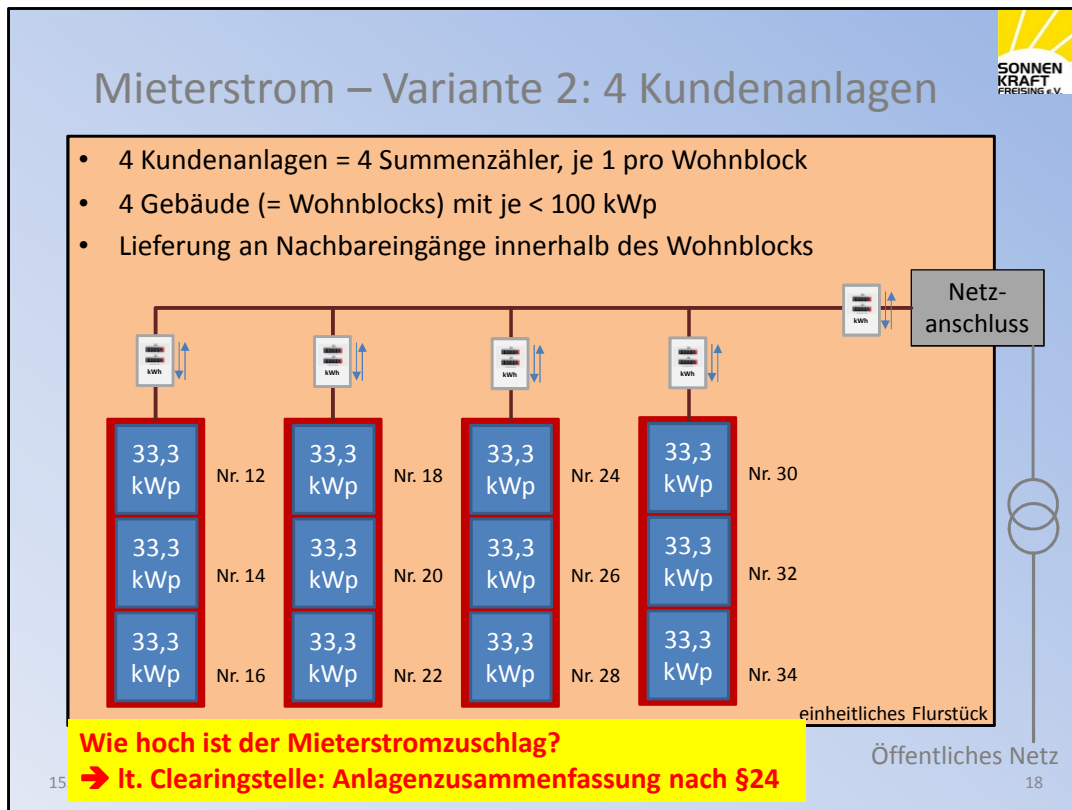 SONNEN
KRAFT
FREISING e.V.
Mieterstrom – Variante 2: 4 Kundenanlagen
• 4 Kundenanlagen = 4 Summenzähler, je 1 pro Wohnblock
• 4 Gebäude (= Wohnblocks) mit je < 100 kWp
• Lieferung an Nachbareingänge innerhalb des Wohnblocks
kWh
Netz-
anschluss
kWh
kWh
kWh
kWh
33,3
kWp
Nr. 12
33,3
kWp
Nr. 18
33,3
kWp
Nr. 24
33,3
kWp
Nr. 30
33,3
kWp
Nr. 14
33,3
kWp
Nr. 20
33,3
kWp
Nr. 26
33,3
kWp
Nr. 32
33,3
kWp
Nr. 16
33,3
kWp
Nr. 22
33,3
kWp
Nr. 28
33,3
kWp
Nr. 34
einheitliches Flurstück
Wie hoch ist der Mieterstromzuschlag?
➔ lt. Clearingstelle: Anlagenzusammenfassung nach §24
Öffentliches Netz
15
18